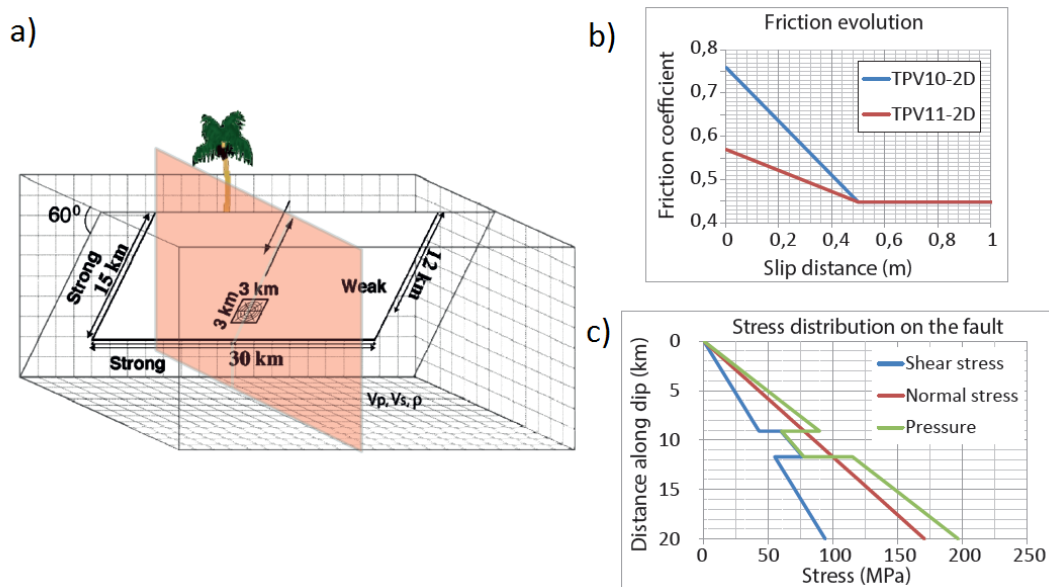 a)
60⁰
Strong
15 km
3 km
3 km
Weak
12 km
30 km
Strong
Vp, Vs, ρ
b)
Friction evolution
Friction coefficient
0,8
0,7
0,6
0,5
0,4
TPV10-2D
TPV11-2D
0
0,2
0,4
0,6
0,8
1
Slip distance (m)
c)
Stress distribution on the fault
Distance along dip (km)
0
5
10
15
20
Shear stress
Normal stress
Pressure
0
50
100
150
200
250
Stress (MPa)